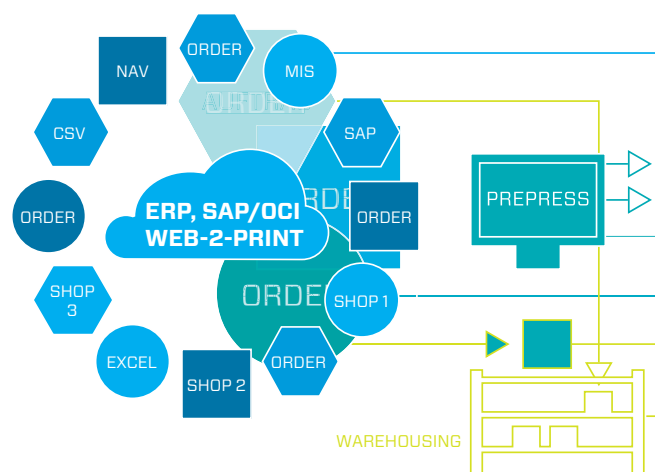 ORDER
NAV
MIS
ORDER
CSV
SAP
ERP, SAP/OCI
WEB-2-PRINT
PREPRESS
ORDER
ORDER
SHOP
3
ORDER
SHOP 1
EXCEL
SHOP 2
ORDER
WAREHOUSING